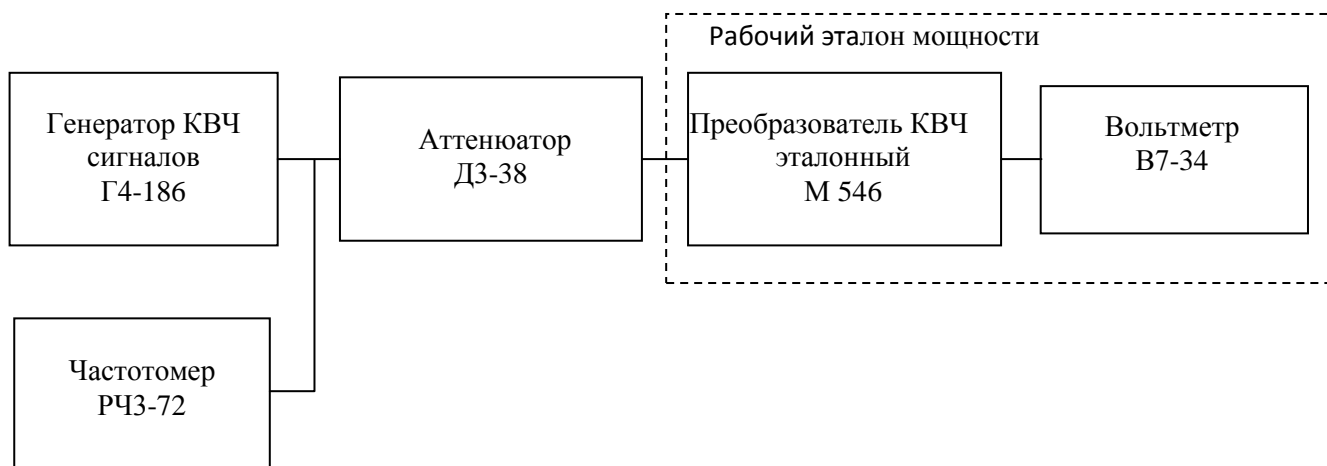 Рабочий эталон мощности
Генератор КВЧ
сигналов
Г4-186
Аттенюатор
Д3-38
Преобразователь КВЧ
эталонный
М 546
Вольтметр
В7-34
Частотомер
РЧ3-72